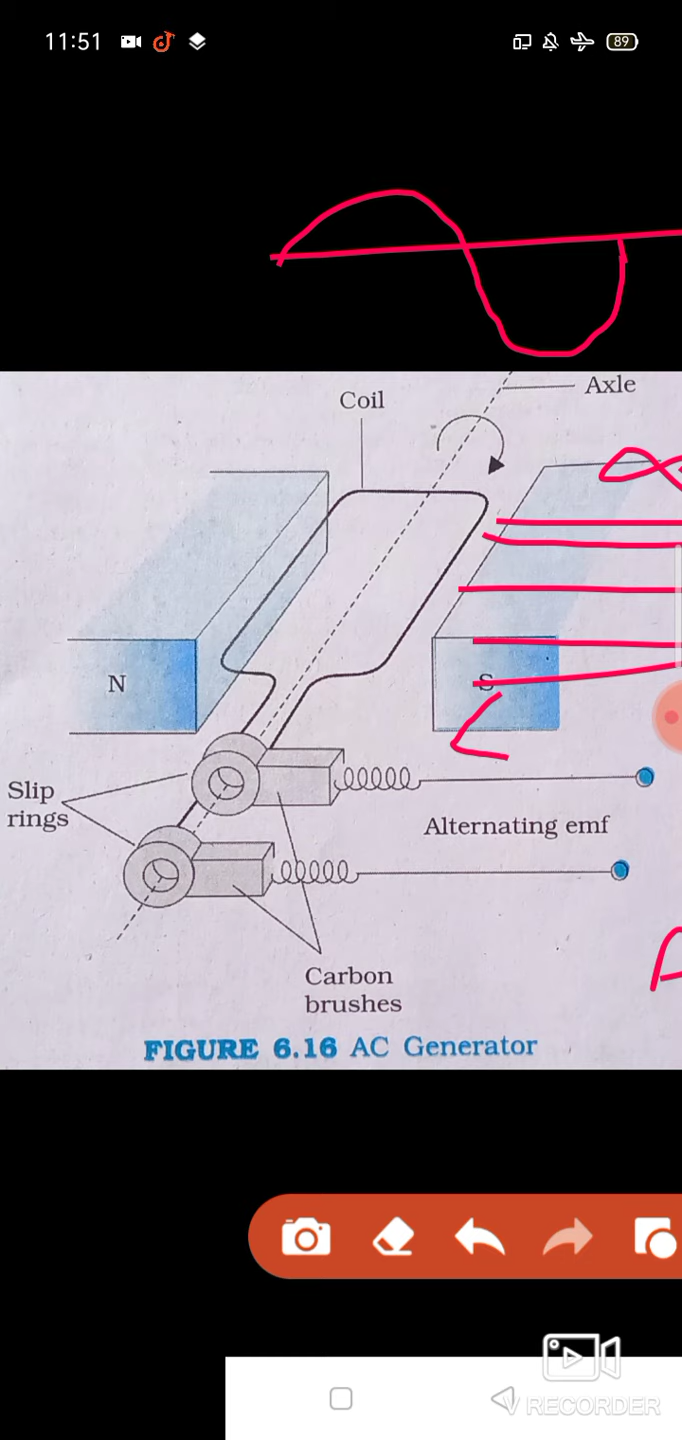 11:51
89
Axle
Coil
N
S
Slip
rings
Alternating emf
Carbon
brushes
FIGURE 6.16 AC Generator
V RECORDER